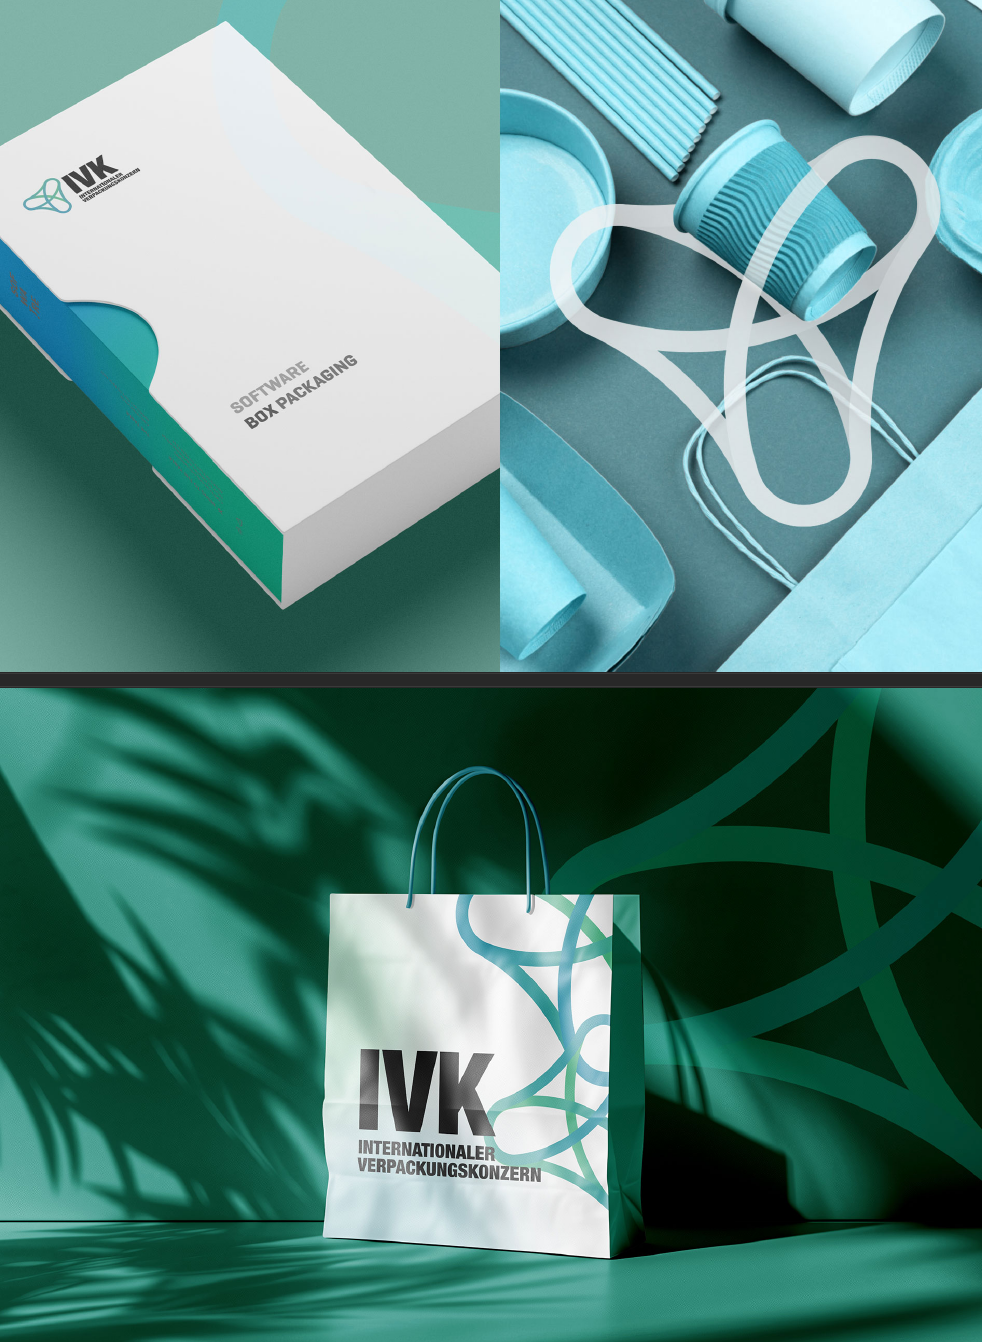 IVK
INTERNATIONALER
VERPACKUNGSKONZERN
SOFTWARE
BOX PACKAGING
IVK
INTERNATIONALER
VERPACKUNGSKONZERN